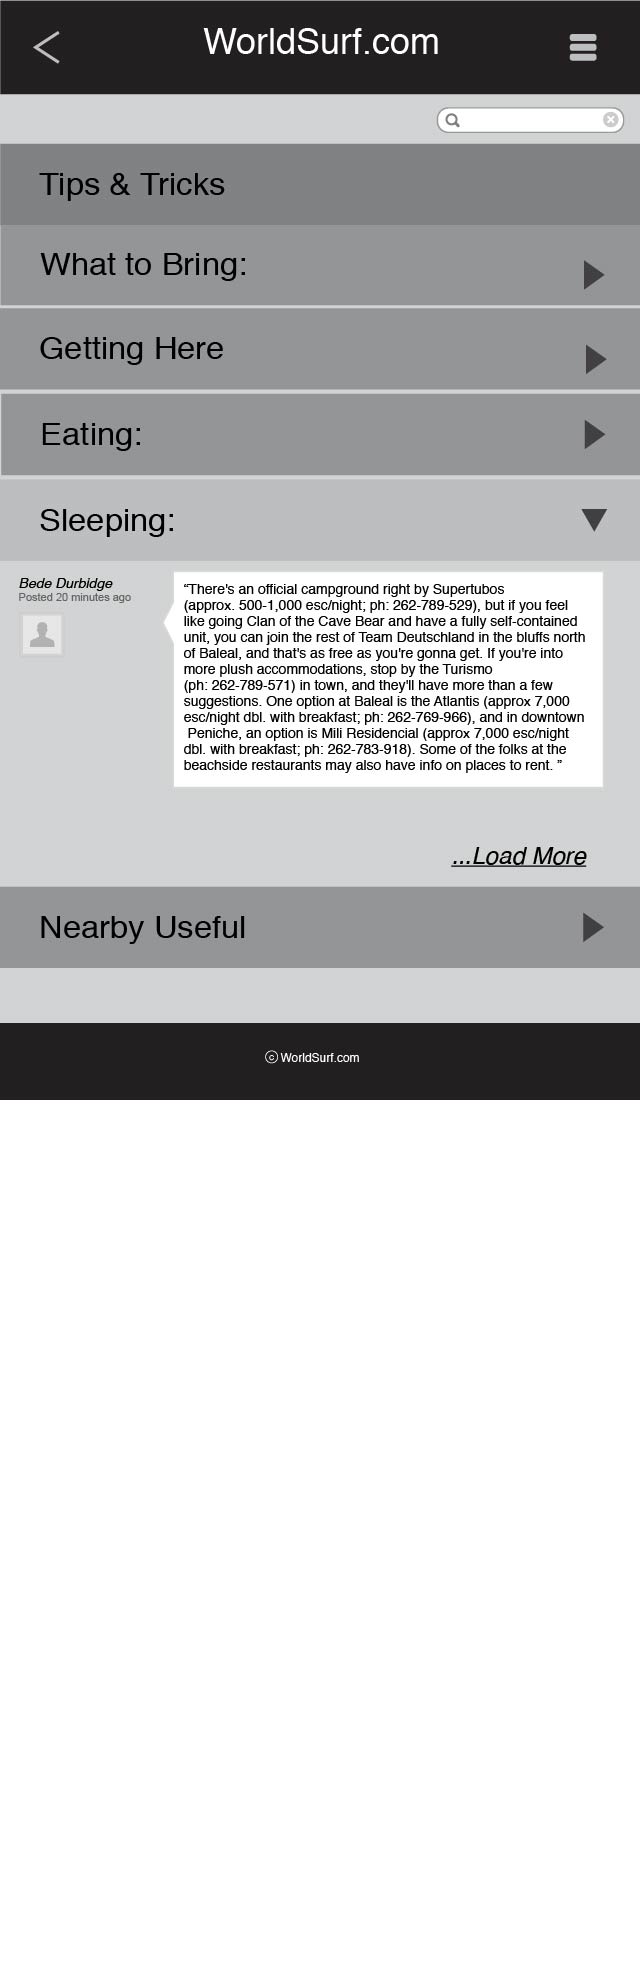 WorldSurf.com
Tips & Tricks
What to Bring:
Getting Here
Eating:
Sleeping:
Bede Durbidge
Posted 20 minutes ago
“There's an official campground right by Supertubos
(approx. 500-1,000 esc/night; ph: 262-789-529), but if you feel
like going Clan of the Cave Bear and have a fully self-contained
unit, you can join the rest of Team Deutschland in the bluffs north
of Baleal, and that's as free as you're gonna get. If you're into
more plush accommodations, stop by the Turismo
(ph: 262-789-571) in town, and they'll have more than a few
suggestions. One option at Baleal is the Atlantis (approx 7,000
esc/night dbl. with breakfast; ph: 262-769-966), and in downtown
Peniche, an option is Mili Residencial (approx 7,000 esc/night
dbl. with breakfast; ph: 262-783-918). Some of the folks at the
beachside restaurants may also have info on places to rent. ”
...Load More
Nearby Useful
© WorldSurf.com